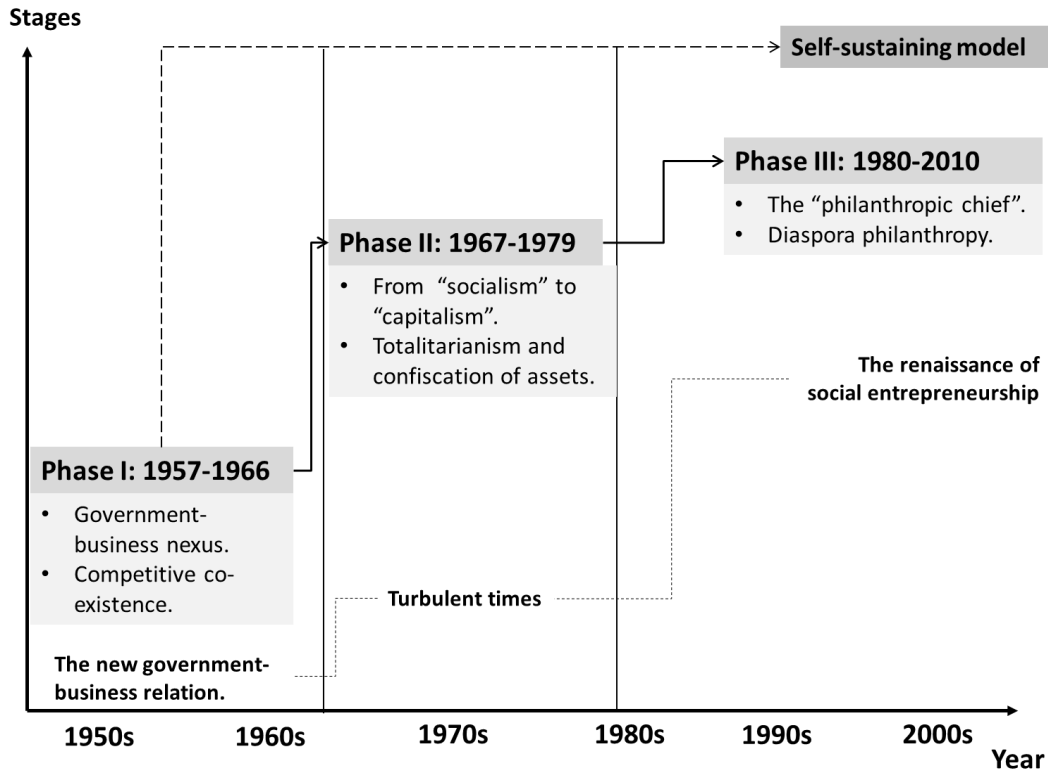 Stages
Self-sustaining model
Phase III: 1980-2010
• The “philanthropic chief”.
• Diaspora philanthropy.
Phase II: 1967-1979
• From “socialism” to
“capitalism”.
• Totalitarianism and
confiscation of assets.
The renaissance of
social entrepreneurship
Phase I: 1957-1966
• Government-
business nexus.
• Competitive co-
existence.
Turbulent times
The new government-
business relation.
1950s
1960s
1970s
1980s
1990s
2000s
Year